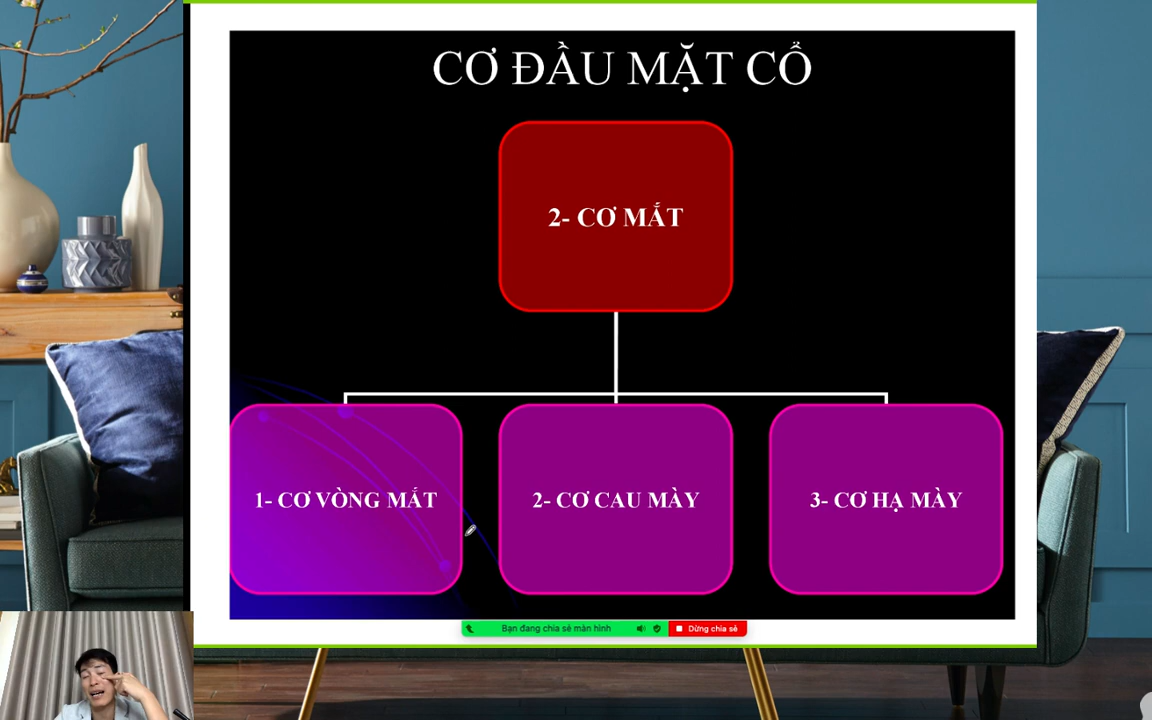 CƠ ĐẦU MẶT CỔ
2- CƠ MẮT
1- CƠ VÒNG MẮT
2- CƠ CAU MÀY
3- CƠ HẠ MÀY
Bạn đang chia sẻ màn hình
Dừng chia sẻ